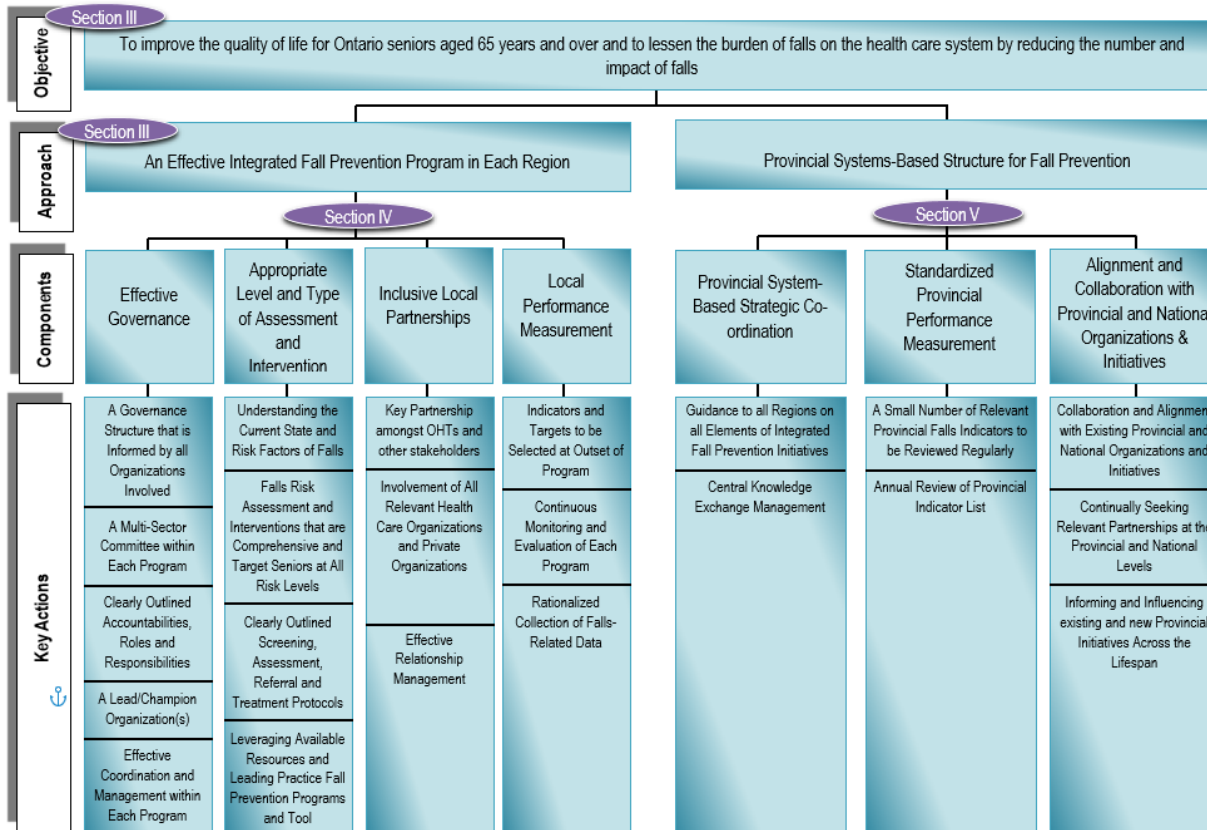 Section III
Objective
To improve the quality of life for Ontario seniors aged 65 years and over and to lessen the burden of falls on the health care system by reducing the number and
impact of falls
Section III
Approach
An Effective Integrated Fall Prevention Program in Each Region
Provincial Systems-Based Structure for Fall Prevention
Section IV
Section V
Components
Effective
Governance
Appropriate
Level and Type
of Assessment
and
Intervention
Inclusive Local
Partnerships
Local
Performance
Measurement
Provincial System-
Based Strategic Co-
ordination
Standardized
Provincial
Performance
Measurement
Alignment and
Collaboration with
Provincial and Nationa
Organizations &
Initiatives
Key Actions
A Governance
Structure that is
Informed by all
Organizations
Involved
A Multi-Sector
Committee within
Each Program
Clearly Outlined
Accountabilities,
Roles and
Responsibilities
A Lead/Champion
Organization(s)
Effective
Coordination and
Management within
Each Program
Understanding the
Current State and
Risk Factors of Falls
Falls Risk
Assessment and
Interventions that are
Comprehensive and
Target Seniors at All
Risk Levels
Clearly Outlined
Screening,
Assessment,
Referral and
Treatment Protocols
Leveraging Available
Resources and
Leading Practice Fall
Prevention Programs
and Tool
Key Partnership
amongst OHTs and
other stakeholders
Involvement of All
Relevant Health
Care Organizations
and Private
Organizations
Effective
Relationship
Management
Indicators and
Targets to be
Selected at Outset of
Program
Continuous
Monitoring and
Evaluation of Each
Program
Rationalized
Collection of Falls-
Related Data
Guidance to all Regions on
all Elements of Integrated
Fall Prevention Initiatives
Central Knowledge
Exchange Management
A Small Number of Relevant
Provincial Falls Indicators to
be Reviewed Regularly
Annual Review of Provincial
Indicator List
Collaboration and Alignmen
with Existing Provincial and
National Organizations and
Initiatives
Continually Seeking
Relevant Partnerships at the
Provincial and National
Levels
Informing and Influencing
existing and new Provincial
Initiatives Across the
Lifespan